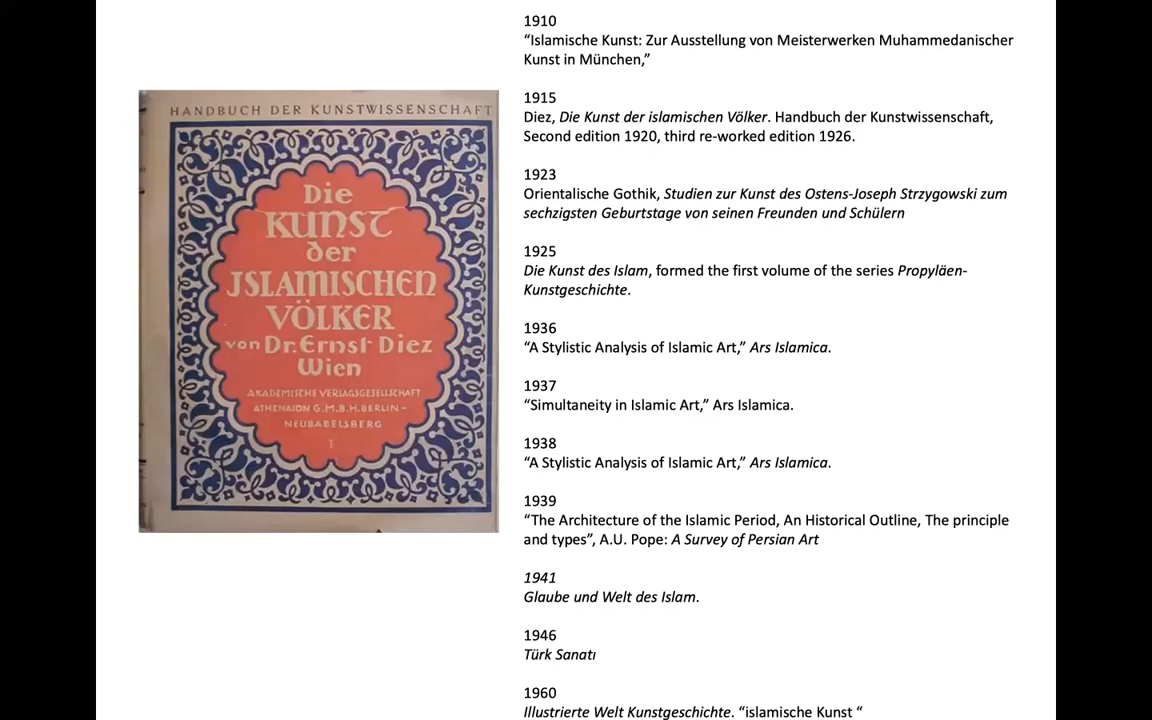 HANDBUCH DER KUNSTWISSENSCHAFT
Die
KUNST
der
JSLAMISCHEN
VÖLKER
von Dr. Ernst Diez
Wien
AKADEMISCHE VERLAGSGESELLSCHAFT
ATHENAION G.M.B.H. BERLIN-
NEUBABELSBERG
I
1910
“Islamische Kunst: Zur Ausstellung von Meisterwerken Muhammedanischer
Kunst in München,”
1915
Diez, Die Kunst der islamischen Völker. Handbuch der Kunstwissenschaft,
Second edition 1920, third re-worked edition 1926.
1923
Orientalische Gothik, Studien zur Kunst des Ostens-Joseph Strzygowski zum
sechzigsten Geburtstage von seinen Freunden und Schülern
1925
Die Kunst des Islam, formed the first volume of the series Propyläen-
Kunstgeschichte.
1936
“A Stylistic Analysis of Islamic Art,” Ars Islamica.
1937
“Simultaneity in Islamic Art,” Ars Islamica.
1938
“A Stylistic Analysis of Islamic Art,” Ars Islamica.
1939
“The Architecture of the Islamic Period, An Historical Outline, The principle
and types”, A.U. Pope: A Survey of Persian Art
1941
Glaube und Welt des Islam.
1946
Türk Sanatı
1960
Illustrierte Welt Kunstgeschichte. “islamische Kunst “